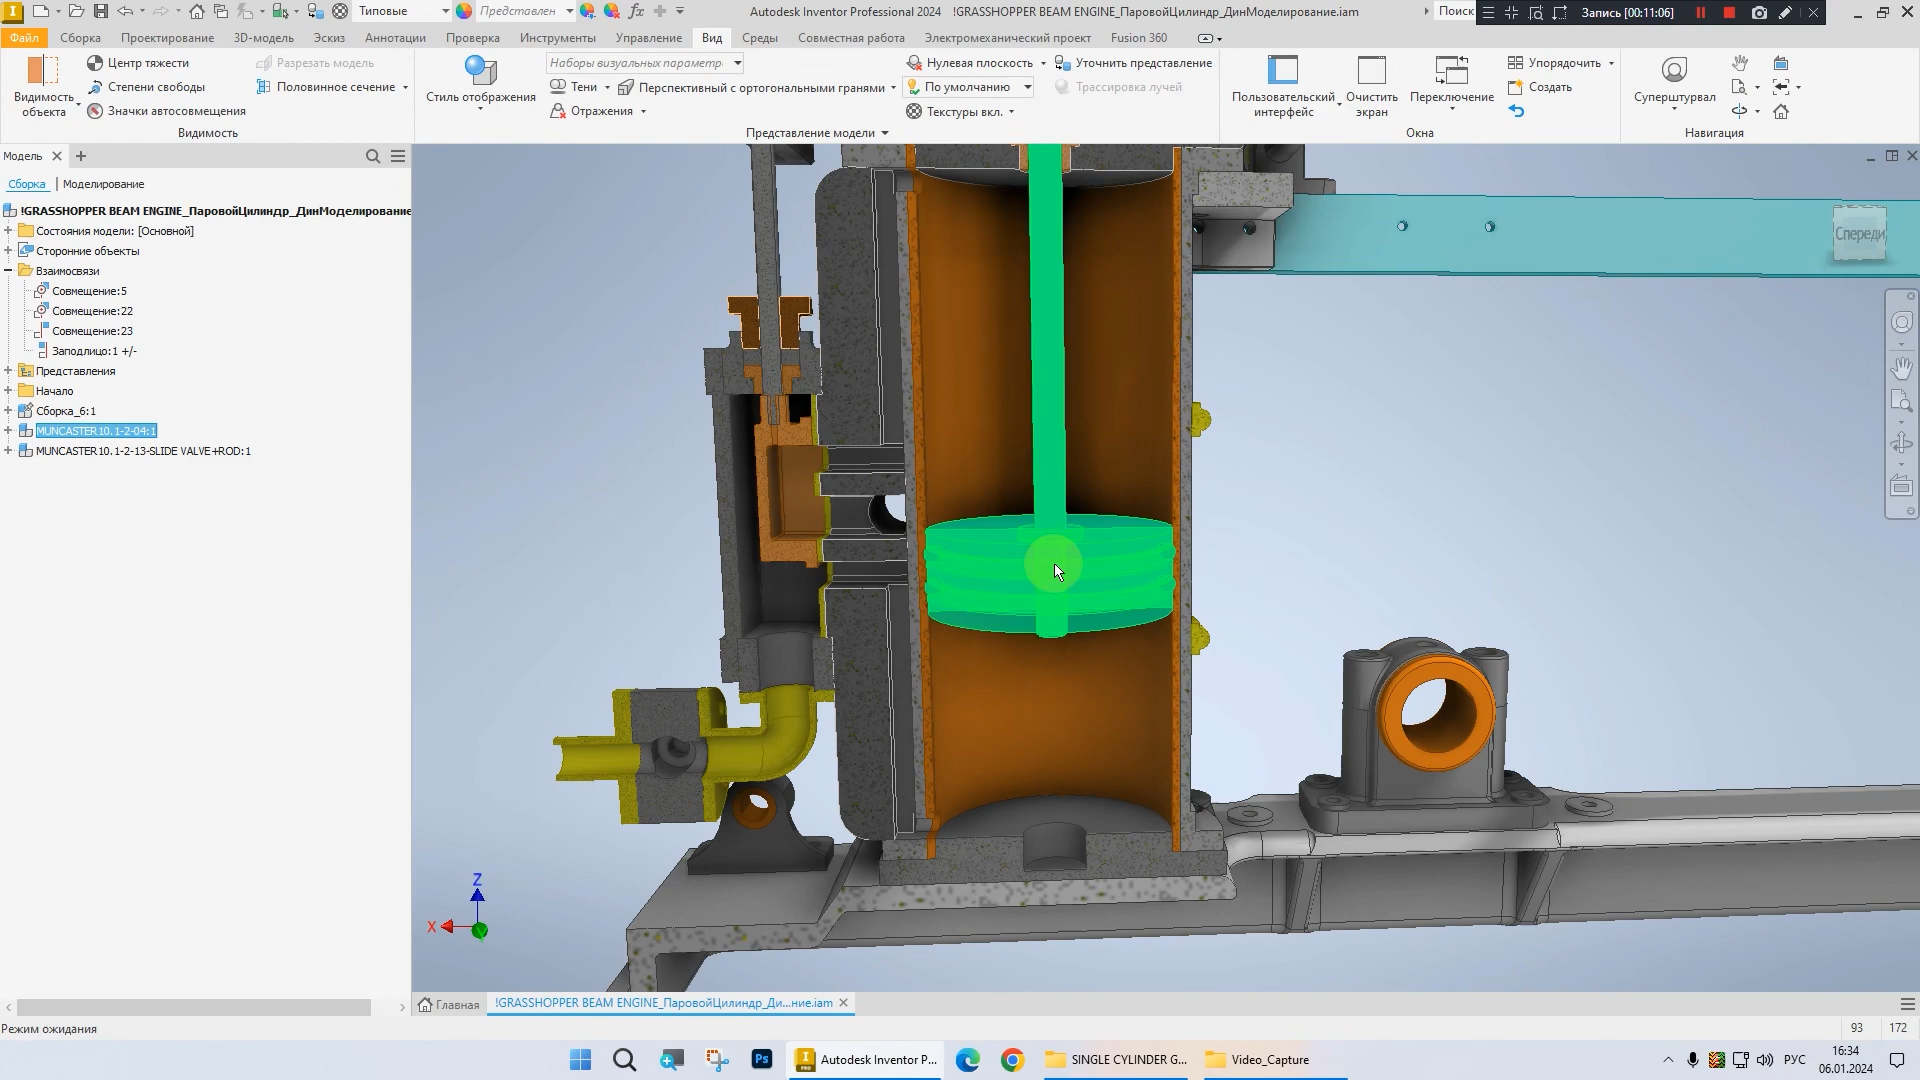 Типовые
Представлен
Autodesk Inventor Professional 2024 !GRASSHOPPER BEAM ENGINE_ПаровойЦилиндр_ДинМоделирование.iam
Поиск
Запись [00:11:06]
Файл
Сборка
Проектирование
3D-модель
Эскиз
Аннотации
Проверка
Инструменты
Управление
Вид
Среды
Совместная работа
Электромеханический проект
Fusion 360
Видимость объекта
Центр тяжести
Степени свободы
Значки автосовмещения
Разрезать модель
Половинное сечение
Видимость
Стиль отображения
Наборы визуальных параметр
Тени
Перспективный с ортогональными гранями
Отражения
Нулевая плоскость
По умолчанию
Текстуры вкл.
Уточнить представление
Трассировка лучей
Представление модели
Пользовательский интерфейс
Очистить экран
Переключение
Упорядочить
Создать
Окна
Суперштурвал
Навигация
Модель
Сборка
Моделирование
!GRASSHOPPER BEAM ENGINE_ПаровойЦилиндр_ДинМоделирование
Состояния модели: [Основной]
Сторонние объекты
Взаимосвязи
Совмещение:5
Совмещение:22
Совмещение:23
Заподлицо:1 +/-
Представления
Начало
Сборка_6:1
MUNCASTER10.1-2-04:1
MUNCASTER10.1-2-13-SLIDE VALVE+ROD:1
Спереди
Z
X
Y
Главная
!GRASSHOPPER BEAM ENGINE_ПаровойЦилиндр_Ди...ние.iam
Режим ожидания
93
172
Ps
Autodesk Inventor P...
SINGLE CYLINDER G...
Video_Capture
РУС
16:34
06.01.2024